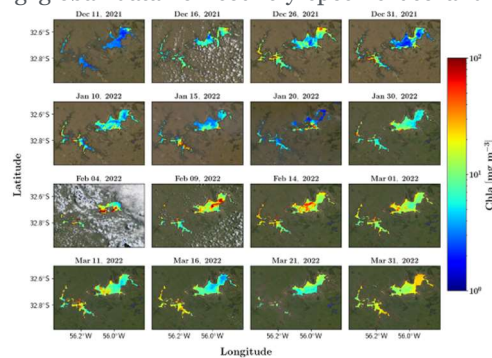 Dec 11, 2021 Dec 16, 2021 Dec 26, 2021 Dec 31, 2021
32.6°S
32.8°S
Jan 10, 2022 Jan 15, 2022 Jan 20, 2022 Jan 30, 2022
32.6°S
32.8°S
Feb 04, 2022 Feb 09, 2022 Feb 14, 2022 Mar 01, 2022
32.6°S
32.8°S
Mar 11, 2022 Mar 16, 2022 Mar 21, 2022 Mar 31, 2022
32.6°S
32.8°S
56.2°W 56.0°W 56.2°W 56.0°W 56.2°W 56.0°W 56.2°W 56.0°W
Longitude
Latitude
10²
10¹
10⁰
Chla [mg m⁻³]